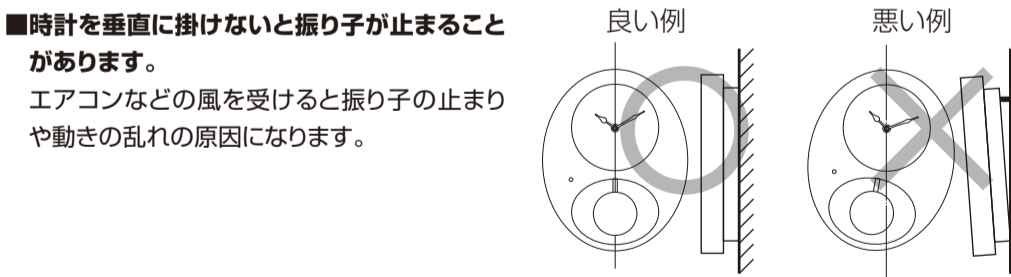 ■時計を垂直に掛けないと振り子が止まること
があります。
エアコンなどの風を受けると振り子の止まり
や動きの乱れの原因になります。
良い例
悪い例